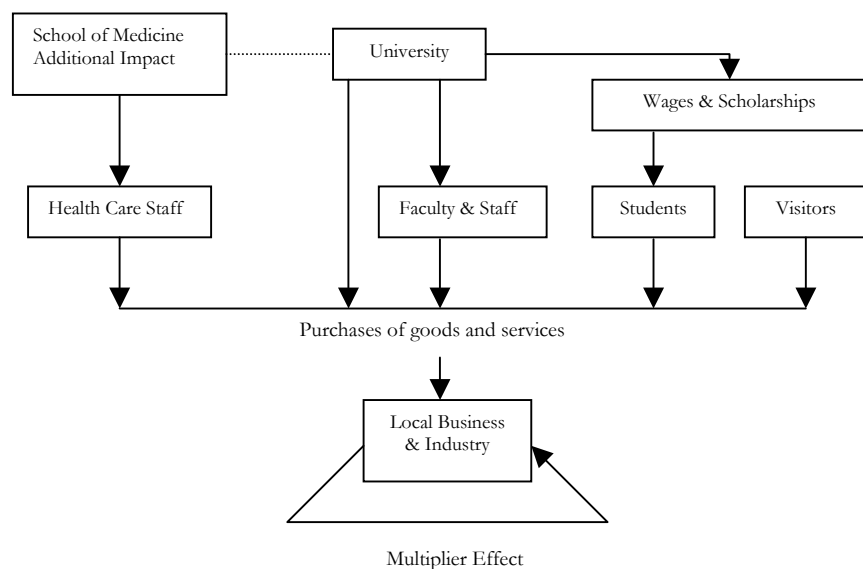 School of Medicine
Additional Impact
University
Wages & Scholarships
Health Care Staff
Faculty & Staff
Students
Visitors
Purchases of goods and services
Local Business
& Industry
Multiplier Effect